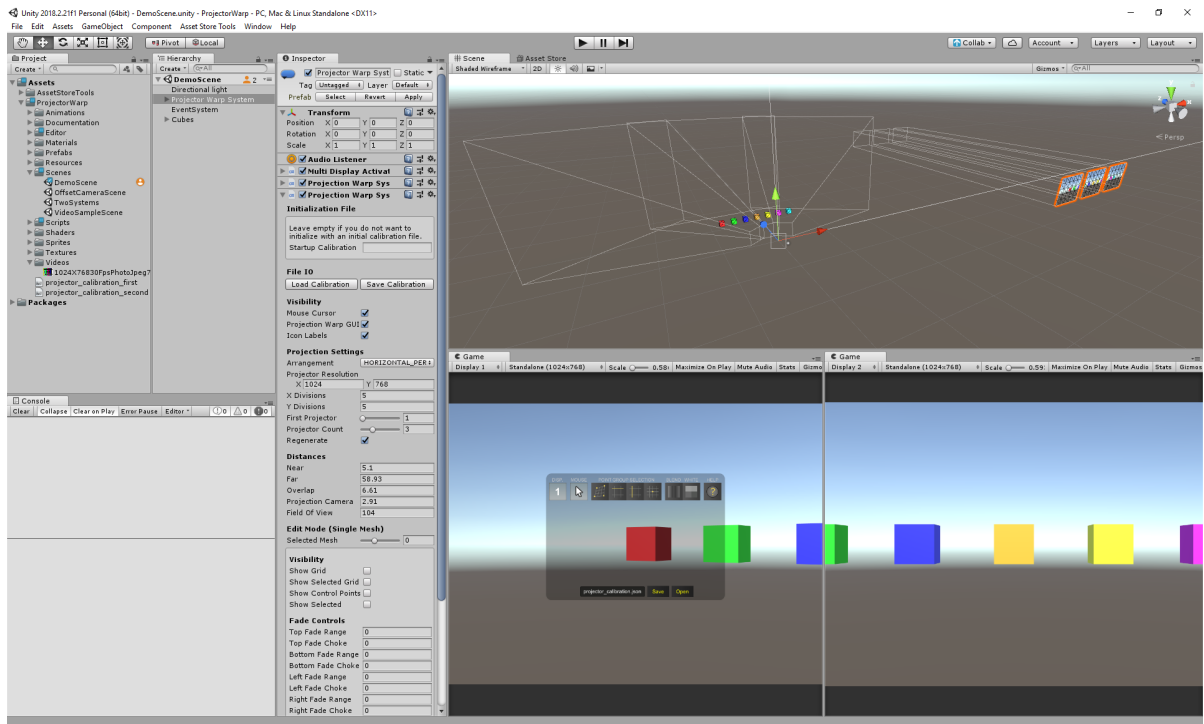 Unity 2018.2.21f1 Personal (64bit) - DemoScene.unity - ProjectorWarp - PC, Mac & Linux Standalone <DX11>
File Edit Assets GameObject Component Asset Store Tools Window Help
Pivot Local Collab Account Layers Layout
Project
Create
Assets
AssetStoreTools
ProjectorWarp
Animations
Documentation
Editor
Materials
Prefabs
Resources
Scenes
DemoScene
OffsetCameraScene
TwoSystems
VideoSampleScene
Scripts
Shaders
Sprites
Textures
Videos
1024X76830FpsPhotoJpeg7
projector_calibration_first
projector_calibration_second
Packages
Hierarchy
Create All
DemoScene 2
Directional light
Projector Warp System
EventSystem
Cubes
Console
Clear Collapse Clear on Play Error Pause Editor 0 0 0
Inspector
Projector Warp Syst Static
Tag Untagged Layer Default
Prefab Select Revert Apply
Transform
Position X 0 Y 0 Z 0
Rotation X 0 Y 0 Z 0
Scale X 1 Y 1 Z 1
Audio Listener
Multi Display Activat
Projection Warp Sys
Projection Warp Sys
Initialization File
Leave empty if you do not want to
initialize with an initial calibration file.
Startup Calibration
File IO
Load Calibration Save Calibration
Visibility
Mouse Cursor
Projection Warp GUI
Icon Labels
Projection Settings
Arrangement HORIZONTAL_PER
Projector Resolution
X 1024 Y 768
X Divisions 5
Y Divisions 5
First Projector 1
Projector Count 3
Regenerate
Distances
Near 5.1
Far 58.93
Overlap 6.61
Projection Camera 2.91
Field Of View 104
Edit Mode (Single Mesh)
Selected Mesh 0
Visibility
Show Grid
Show Selected Grid
Show Control Points
Show Selected
Fade Controls
Top Fade Range 0
Top Fade Choke 0
Bottom Fade Range 0
Bottom Fade Choke 0
Left Fade Range 0
Left Fade Choke 0
Right Fade Range 0
Right Fade Choke 0
Scene Asset Store
Shaded Wireframe 2D Gizmos All
y
Persp
Game
Display 1 Standalone (1024x768) Scale 0.58 Maximize On Play Mute Audio Stats Gizmo
1 ?
projector_calibration.json Save Open
Game
Display 2 Standalone (1024x768) Scale 0.59 Maximize On Play Mute Audio Stats Gizmos